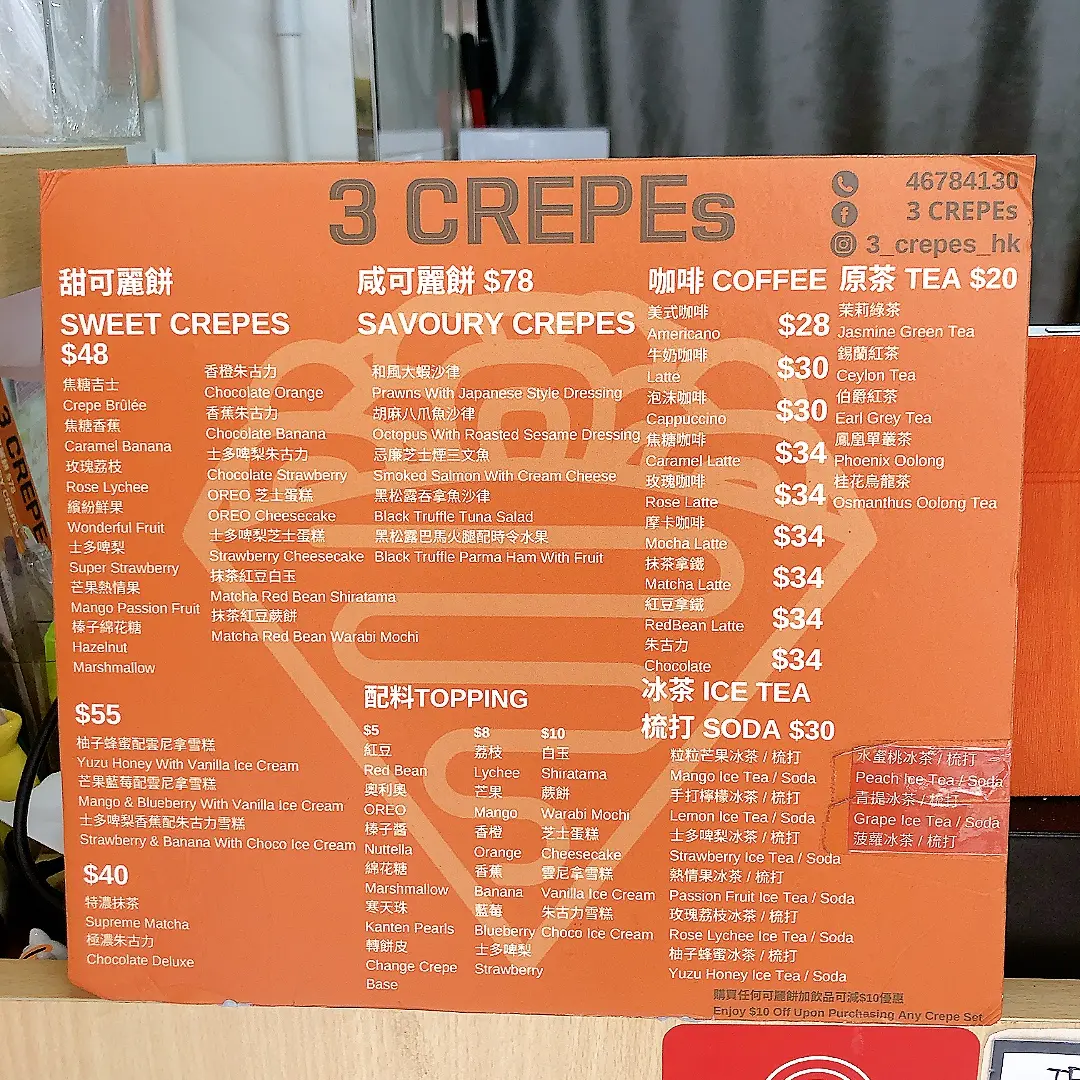 3 CREPEs
46784130
3 CREPEs
3_crepes_hk
甜可麗餅
SWEET CREPES
$48
焦糖吉士
Crepe Brûlée
焦糖香蕉
Caramel Banana
玫瑰荔枝
Rose Lychee
繽紛鮮果
Wonderful Fruit
士多啤梨
Super Strawberry
芒果熱情果
Mango Passion Fruit
榛子綿花糖
Hazelnut
Marshmallow
香橙朱古力
Chocolate Orange
香蕉朱古力
Chocolate Banana
士多啤梨朱古力
Chocolate Strawberry
OREO 芝士蛋糕
OREO Cheesecake
士多啤梨芝士蛋糕
Strawberry Cheesecake
抹茶紅豆白玉
Matcha Red Bean Shiratama
抹茶紅豆蕨餅
Matcha Red Bean Warabi Mochi
$55
柚子蜂蜜配雲尼拿雪糕
Yuzu Honey With Vanilla Ice Cream
芒果藍莓配雲尼拿雪糕
Mango & Blueberry With Vanilla Ice Cream
士多啤梨香蕉配朱古力雪糕
Strawberry & Banana With Choco Ice Cream
$40
特濃抹茶
Supreme Matcha
極濃朱古力
Chocolate Deluxe
咸可麗餅 $78
SAVOURY CREPES
和風大蝦沙律
Prawns With Japanese Style Dressing
胡麻八爪魚沙律
Octopus With Roasted Sesame Dressing
忌廉芝士煙三文魚
Smoked Salmon With Cream Cheese
黑松露吞拿魚沙律
Black Truffle Tuna Salad
黑松露巴馬火腿配時令水果
Black Truffle Parma Ham With Fruit
配料TOPPING
$5
紅豆
Red Bean
奧利奧
OREO
榛子醬
Nuttella
綿花糖
Marshmallow
寒天珠
Kanten Pearls
轉餅皮
Change Crepe
Base
$8
荔枝
Lychee
芒果
Mango
香橙
Orange
香蕉
Banana
藍莓
Blueberry
士多啤梨
Strawberry
$10
白玉
Shiratama
蕨餅
Warabi Mochi
芝士蛋糕
Cheesecake
雲尼拿雪糕
Vanilla Ice Cream
朱古力雪糕
Choco Ice Cream
咖啡 COFFEE
美式咖啡
Americano $28
牛奶咖啡
Latte $30
泡沫咖啡
Cappuccino $30
焦糖咖啡
Caramel Latte $34
玫瑰咖啡
Rose Latte $34
摩卡咖啡
Mocha Latte $34
抹茶拿鐵
Matcha Latte $34
紅豆拿鐵
RedBean Latte $34
朱古力
Chocolate $34
原茶 TEA $20
茉莉綠茶
Jasmine Green Tea
錫蘭紅茶
Ceylon Tea
伯爵紅茶
Earl Grey Tea
鳳凰單叢茶
Phoenix Oolong
桂花烏龍茶
Osmanthus Oolong Tea
冰茶 ICE TEA
梳打 SODA $30
粒粒芒果冰茶 / 梳打
Mango Ice Tea / Soda
手打檸檬冰茶 / 梳打
Lemon Ice Tea / Soda
士多啤梨冰茶 / 梳打
Strawberry Ice Tea / Soda
熱情果冰茶 / 梳打
Passion Fruit Ice Tea / Soda
玫瑰荔枝冰茶 / 梳打
Rose Lychee Ice Tea / Soda
柚子蜂蜜冰茶 / 梳打
Yuzu Honey Ice Tea / Soda
水蜜桃冰茶 / 梳打
Peach Ice Tea / Soda
青提冰茶 / 梳打
Grape Ice Tea / Soda
菠蘿冰茶 / 梳打
購買任何可麗餅加飲品可減$10優惠
Enjoy $10 Off Upon Purchasing Any Crepe Set
3 CREPE